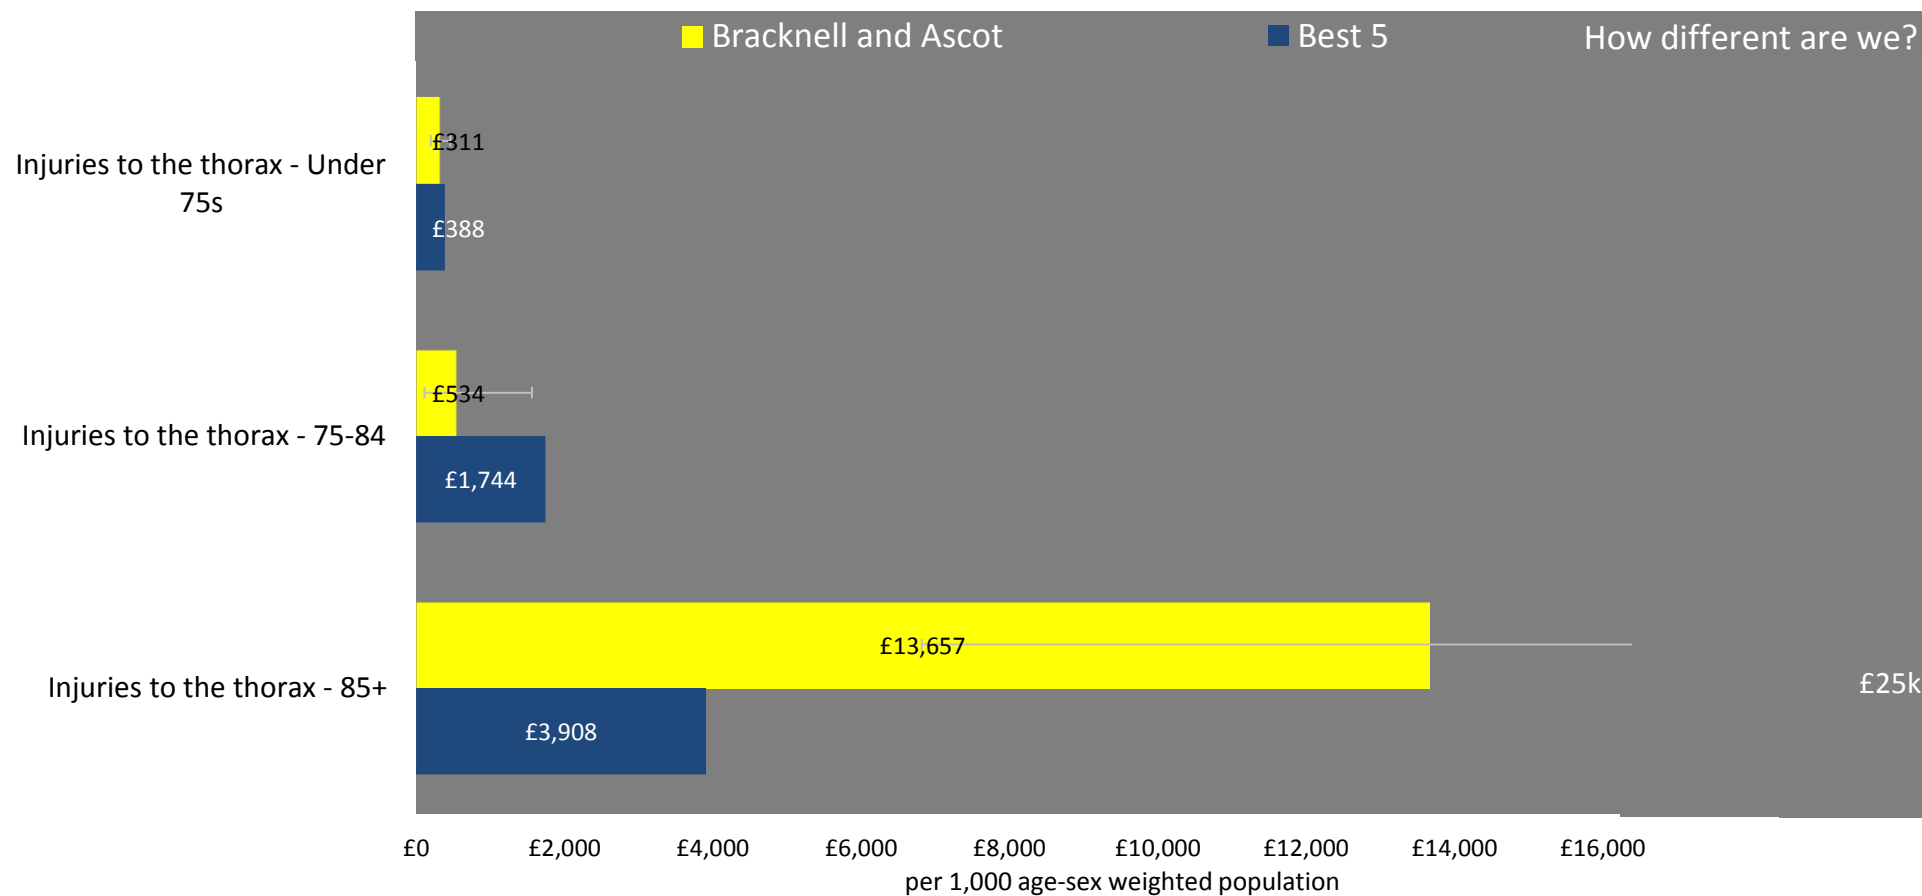 Bracknell and Ascot
Best 5
How different are we?
Injuries to the thorax - Under
75s
£311
£388
Injuries to the thorax - 75-84
£534
£1,744
Injuries to the thorax - 85+
£13,657
£3,908
£25k
£0
£2,000
£4,000
£6,000
£8,000
£10,000
£12,000
£14,000
£16,000
per 1,000 age-sex weighted population